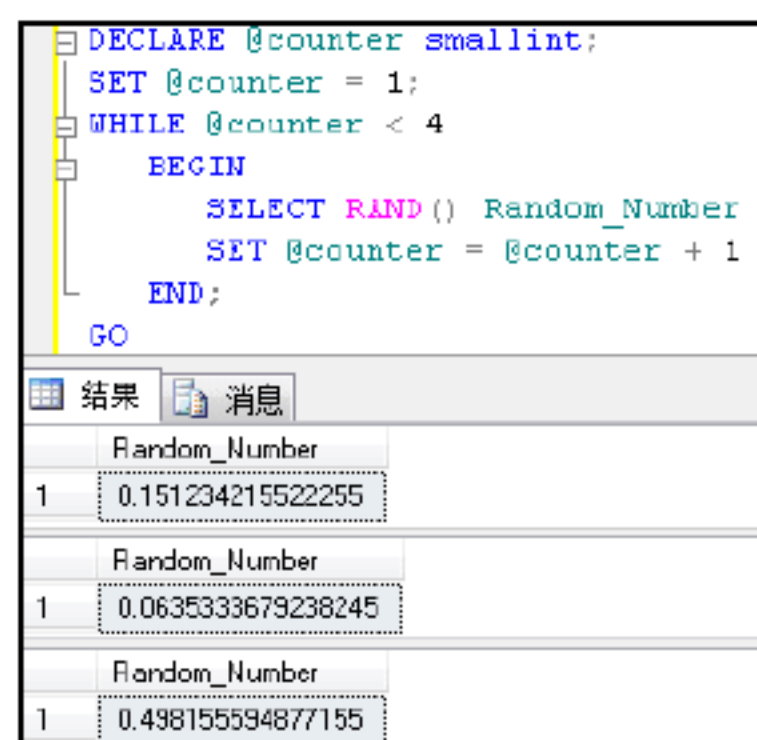 DECLARE @counter smallint;
SET @counter = 1;
WHILE @counter < 4
BEGIN
SELECT RAND() Random_Number
SET @counter = @counter + 1
END;
GO
结果 消息
Random_Number
1 0.151234215522255
Random_Number
1 0.0635333679238245
Random_Number
1 0.498155594877155